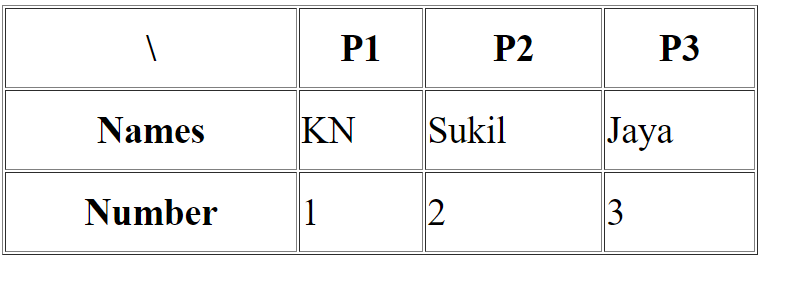 \ P1 P2 P3
Names KN Sukil Jaya
Number 1 2 3